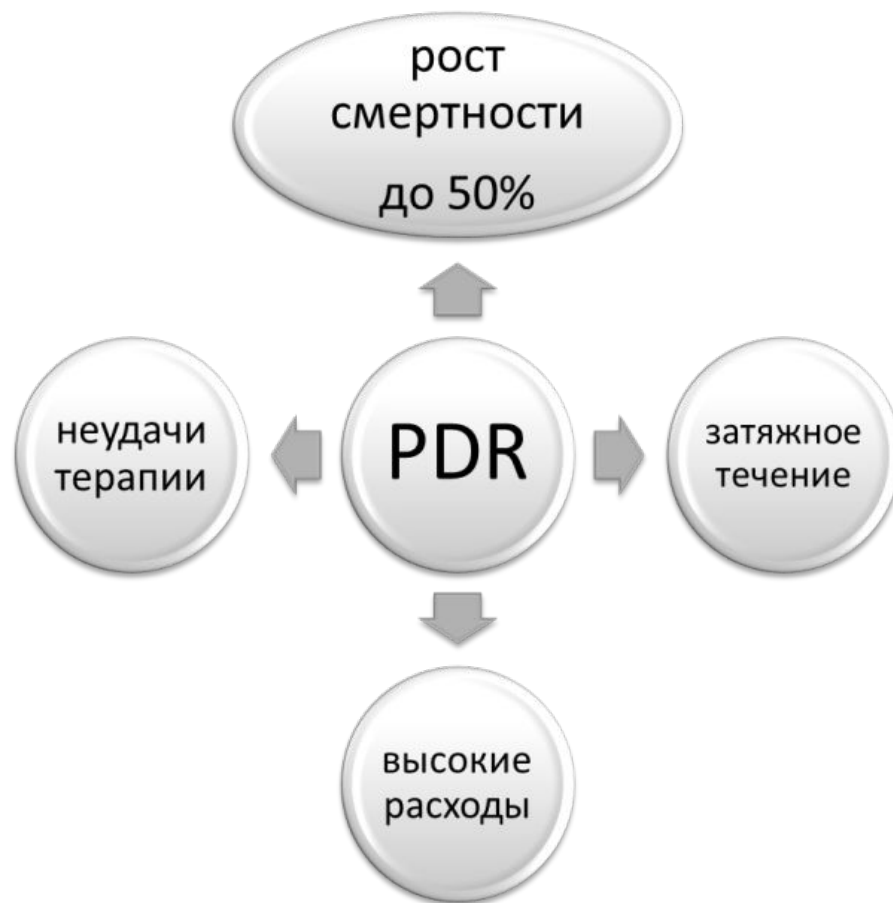 рост
смертности
до 50%
неудачи
терапии
PDR
затяжное
течение
высокие
расходы